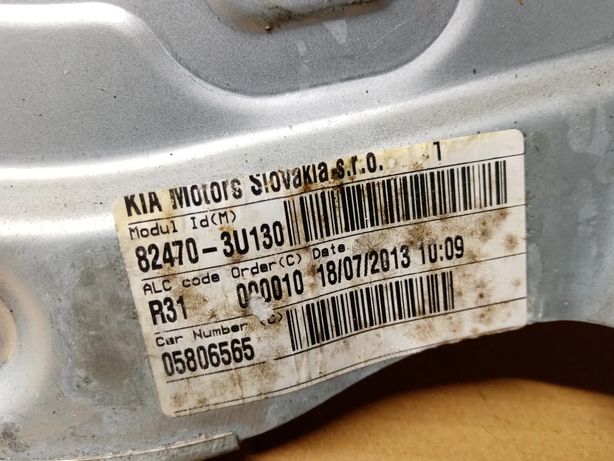 KIA Motors Slovakia s.r.o. 1
Modul Id(M)
82470-3U130
ALC code Order(C) Date
R31 000010 18/07/2013 10:09
Car Number (S)
05806565